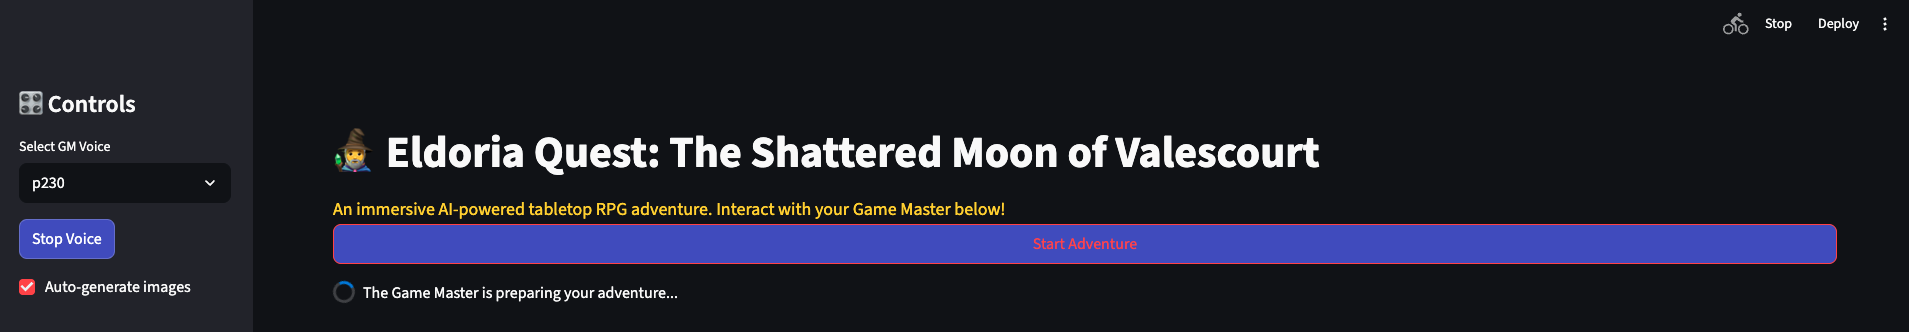 Stop
Deploy
Controls
Select GM Voice
p230
Stop Voice
Auto-generate images
Eldoria Quest: The Shattered Moon of Valescourt
An immersive AI-powered tabletop RPG adventure. Interact with your Game Master below!
Start Adventure
The Game Master is preparing your adventure...